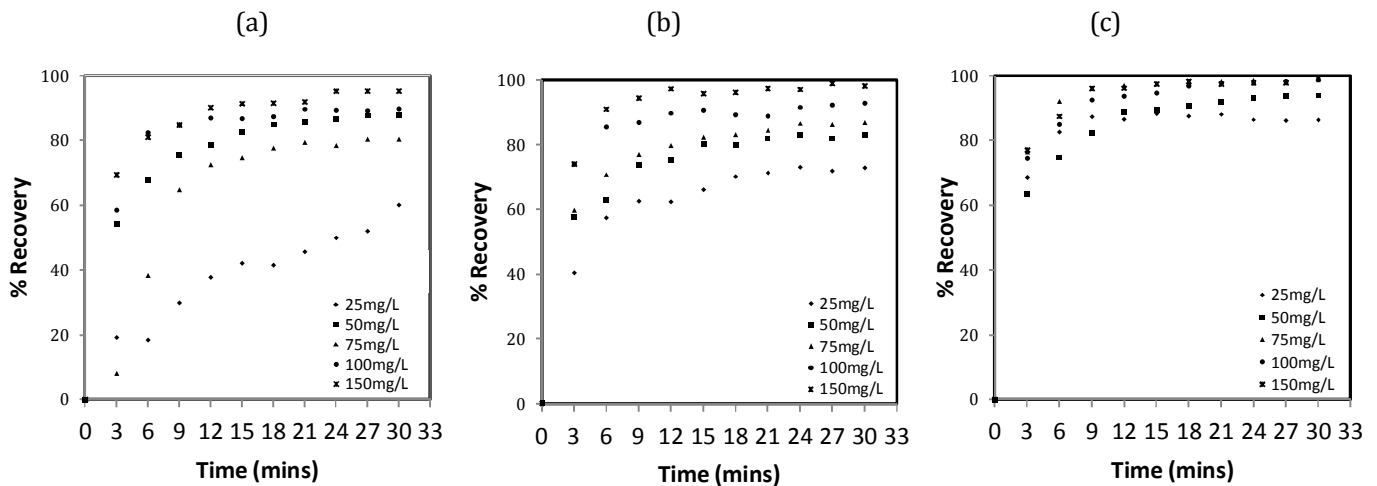 (a)
(b)
(c)
100
80
60
40
20
0
% Recovery
25mg/L
50mg/L
75mg/L
100mg/L
150mg/L
0 3 6 9 12 15 18 21 24 27 30 33
Time (mins)
100
80
60
40
20
0
% Recovery
25mg/L
50mg/L
75mg/L
100mg/L
150mg/L
0 3 6 9 12 15 18 21 24 27 30 33
Time (mins)
100
80
60
40
20
0
% Recovery
25mg/L
50mg/L
75mg/L
100mg/L
150mg/L
0 3 6 9 12 15 18 21 24 27 30 33
Time (mins)